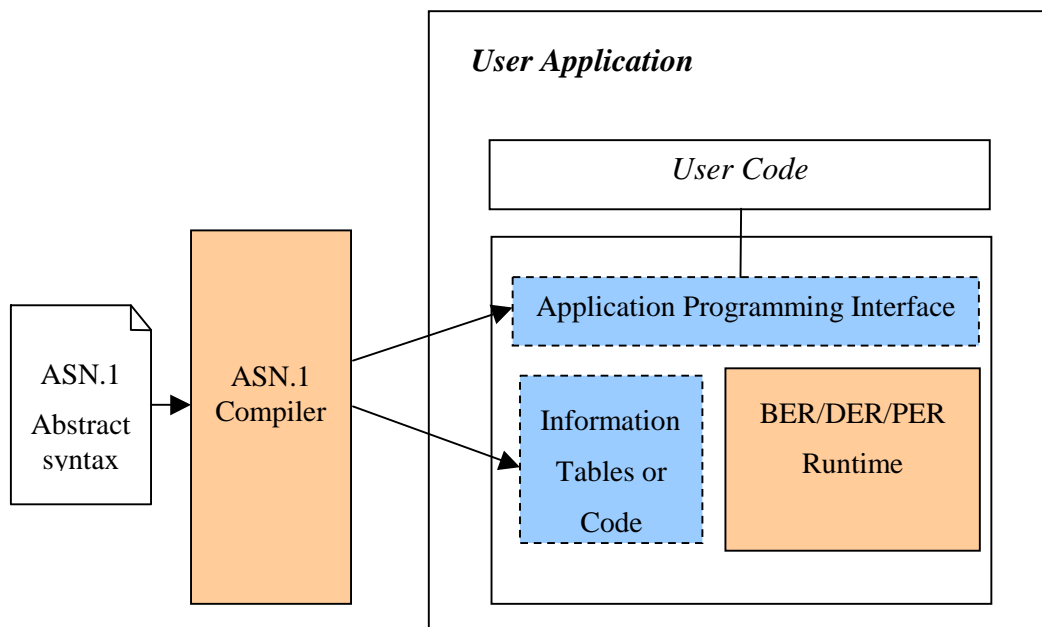 User Application
User Code
Application Programming Interface
ASN.1
Abstract
syntax
ASN.1
Compiler
Information
Tables or
Code
BER/DER/PER
Runtime